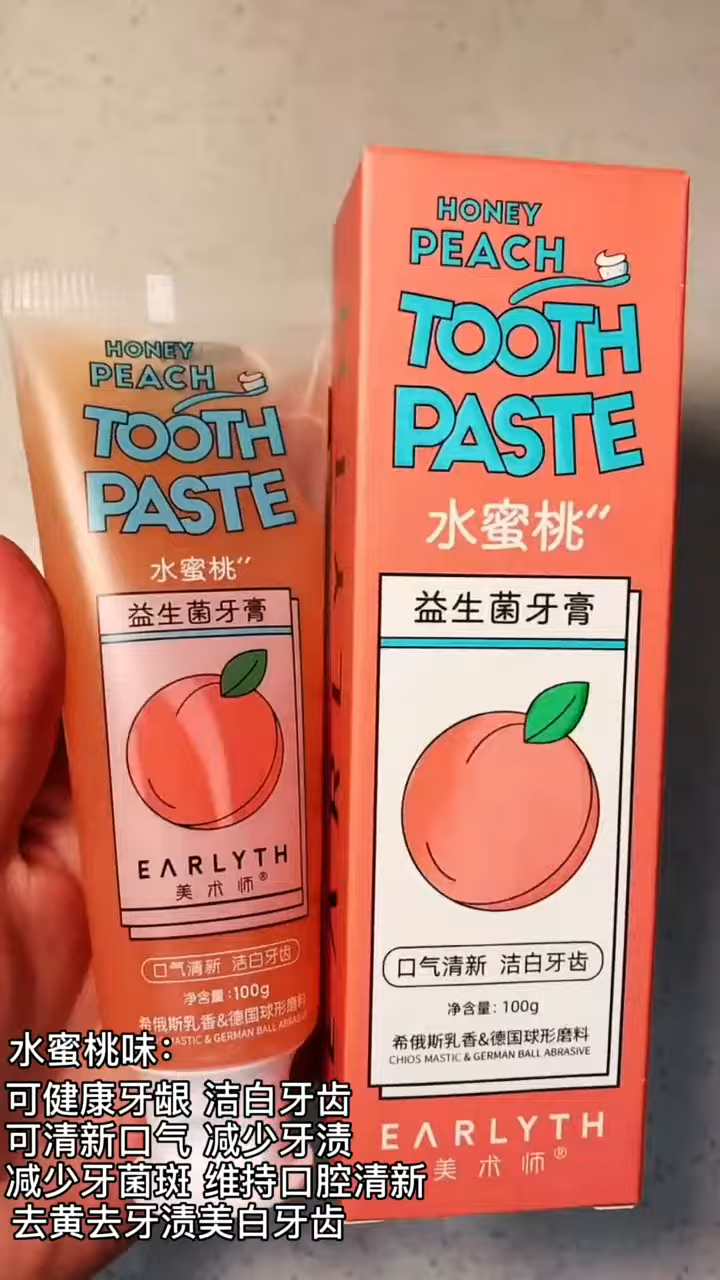 HONEY
PEACH
TOOTH
PASTE
水蜜桃“
益生菌牙膏
EARLYTH
美术师®
口气清新 洁白牙齿
净含量:100g
希俄斯乳香&德国球形磨料
MASTIC & GERMAN BALL ABRASIVE
HONEY
PEACH
TOOTH
PASTE
水蜜桃“
益生菌牙膏
口气清新 洁白牙齿
净含量:100g
希俄斯乳香&德国球形磨料
CHIOS MASTIC & GERMAN BALL ABRASIVE
EARLYTH
美术师®
水蜜桃味:
可健康牙龈 洁白牙齿
可清新口气 减少牙渍
减少牙菌斑 维持口腔清新
去黄去牙渍美白牙齿